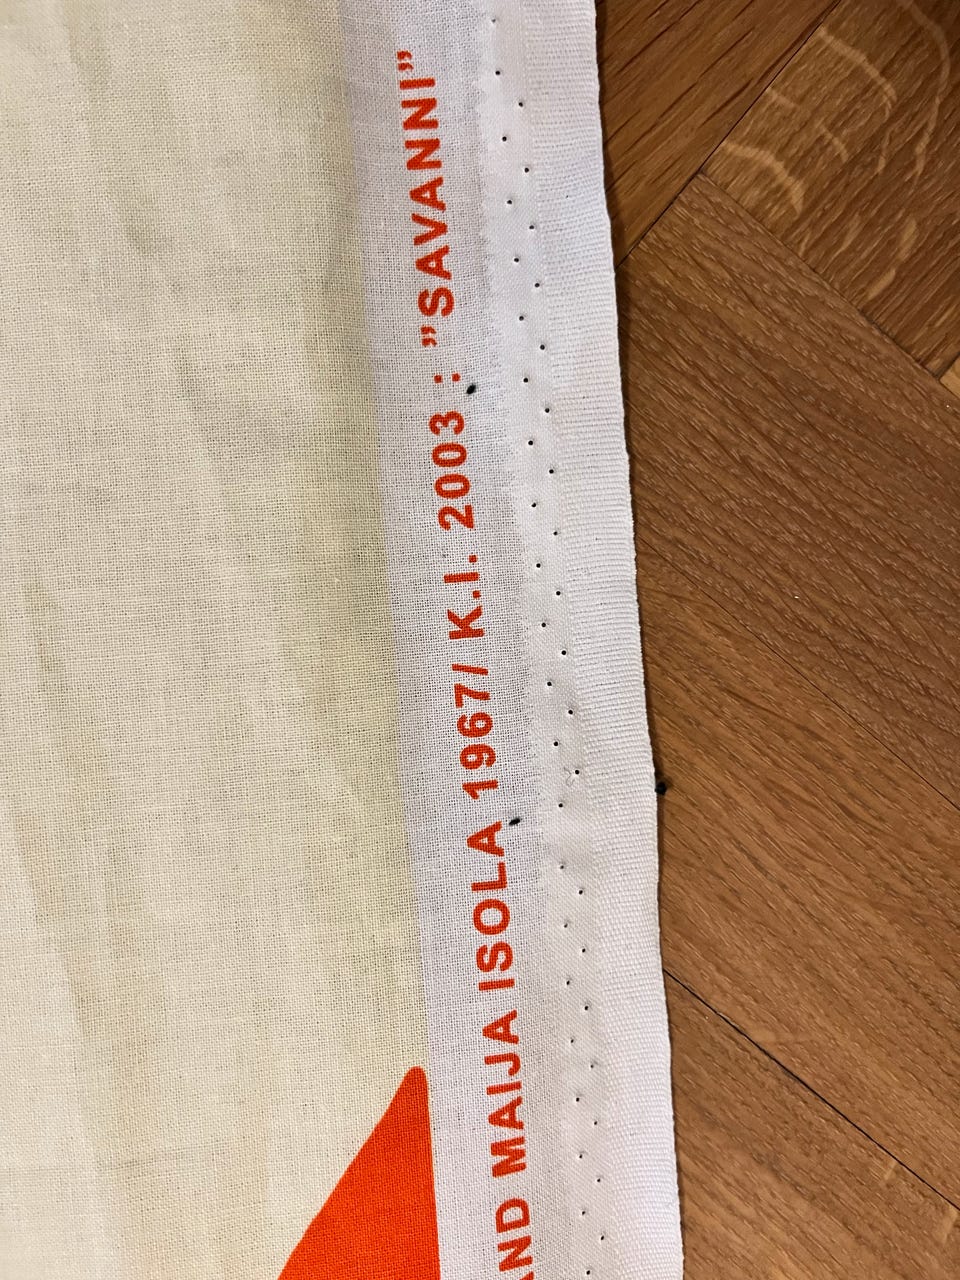 AND MAIJA ISOLA 1967/ K.I. 2003 : ”SAVANNI”